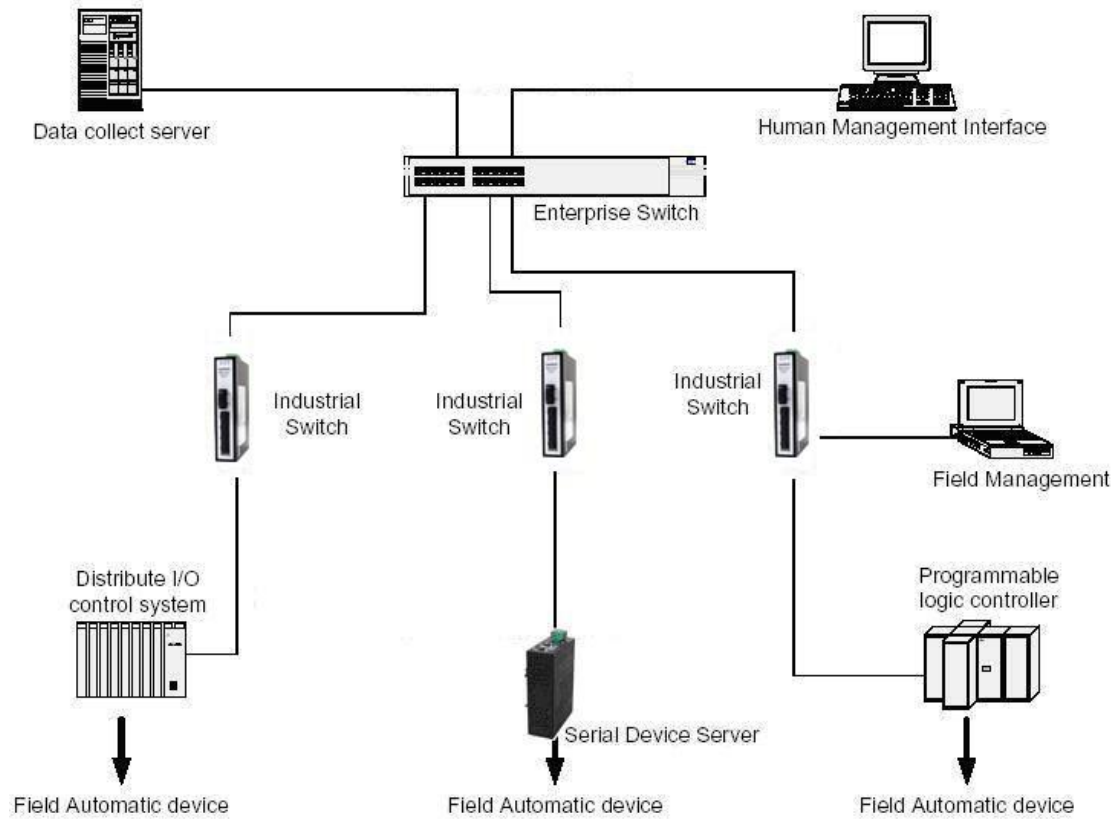 Data collect server
Human Management Interface
Enterprise Switch
Industrial
Switch
Industrial
Switch
Industrial
Switch
Field Management
Distribute I/O
control system
Programmable
logic controller
Serial Device Server
Field Automatic device
Field Automatic device
Field Automatic device